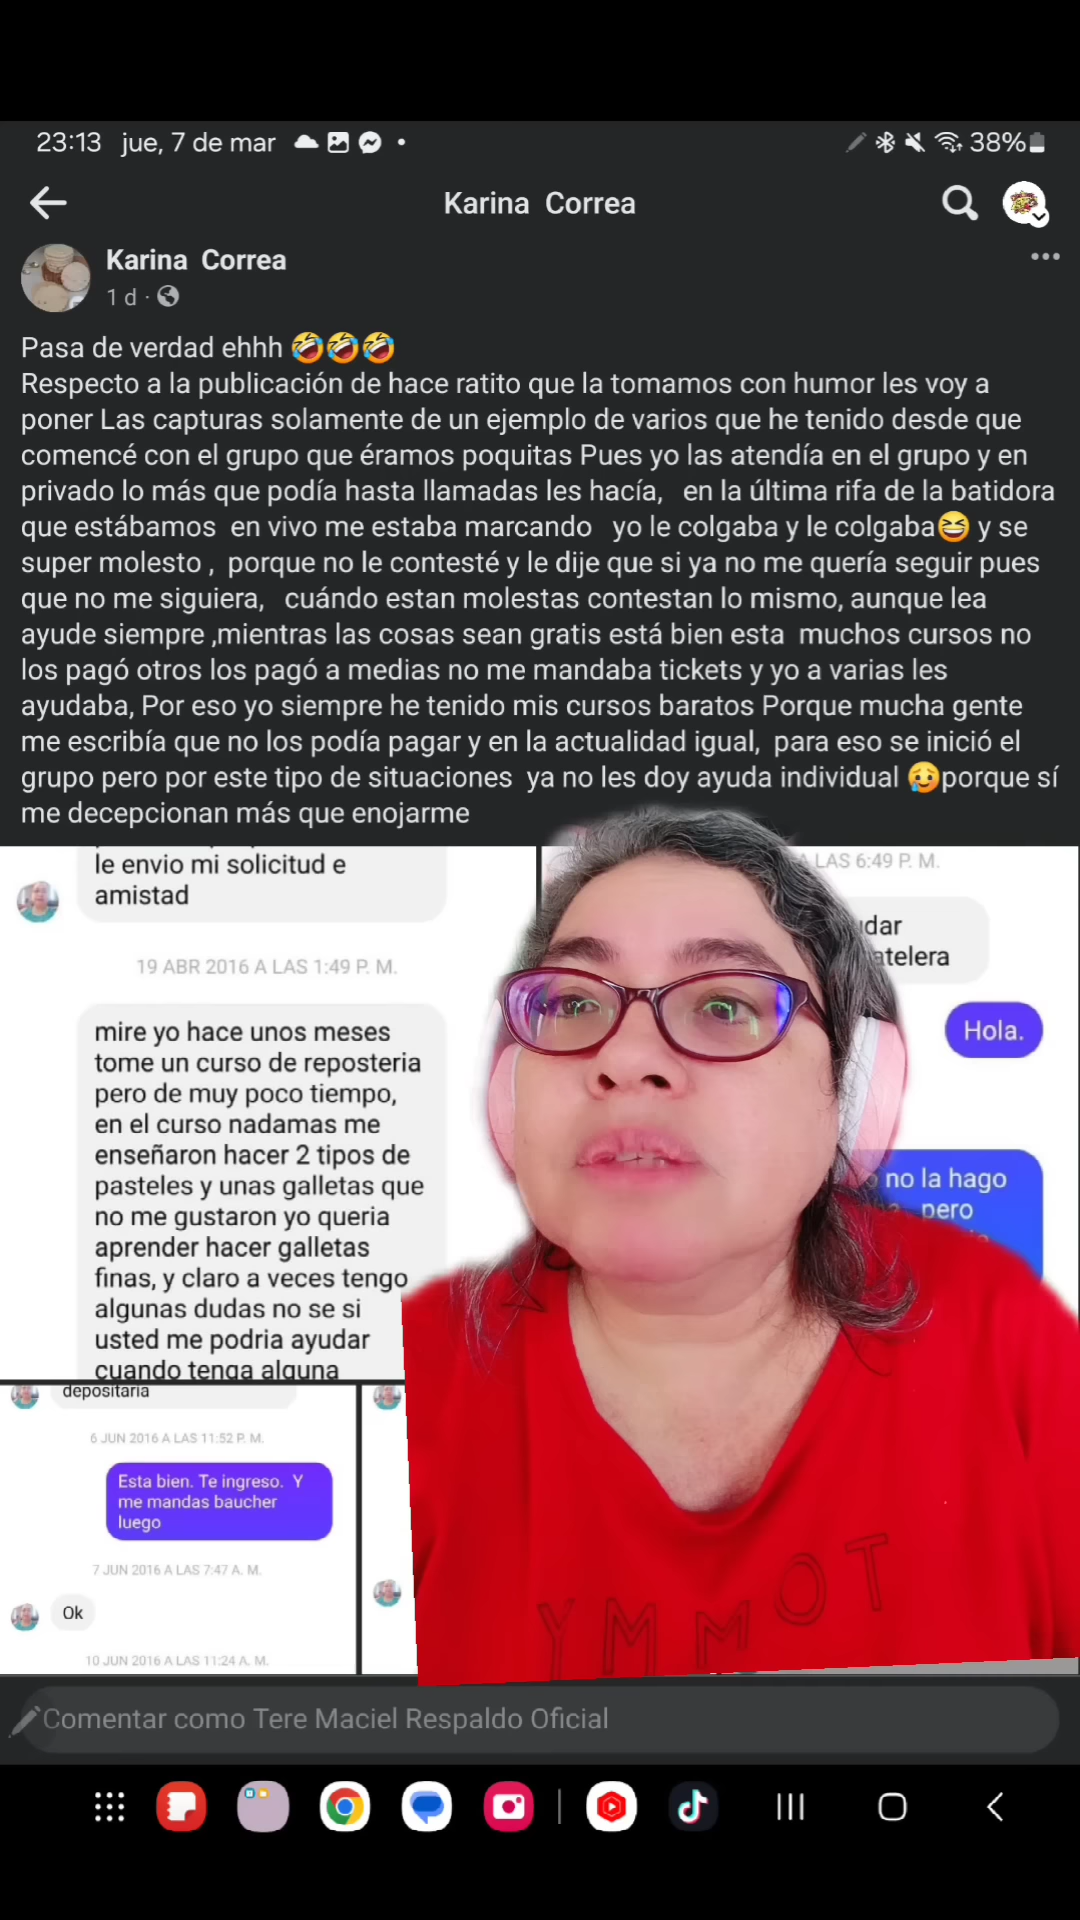 23:13 jue, 7 de mar
38%
Karina Correa
Karina Correa
1 d ·
Pasa de verdad ehhh 🤣🤣🤣
Respecto a la publicación de hace ratito que la tomamos con humor les voy a
poner Las capturas solamente de un ejemplo de varios que he tenido desde que
comencé con el grupo que éramos poquitas Pues yo las atendía en el grupo y en
privado lo más que podía hasta llamadas les hacía, en la última rifa de la batidora
que estábamos en vivo me estaba marcando yo le colgaba y le colgaba😆 y se
super molesto , porque no le contesté y le dije que si ya no me quería seguir pues
que no me siguiera, cuándo estan molestas contestan lo mismo, aunque lea
ayude siempre ,mientras las cosas sean gratis está bien esta muchos cursos no
los pagó otros los pagó a medias no me mandaba tickets y yo a varias les
ayudaba, Por eso yo siempre he tenido mis cursos baratos Porque mucha gente
me escribía que no los podía pagar y en la actualidad igual, para eso se inició el
grupo pero por este tipo de situaciones ya no les doy ayuda individual 🥲porque sí
me decepcionan más que enojarme
le envio mi solicitud e
amistad
19 ABR 2016 A LAS 1:49 P. M.
mire yo hace unos meses
tome un curso de reposteria
pero de muy poco tiempo,
en el curso nadamas me
enseñaron hacer 2 tipos de
pasteles y unas galletas que
no me gustaron yo queria
aprender hacer galletas
finas, y claro a veces tengo
algunas dudas no se si
usted me podria ayudar
cuando tenga alguna
LAS 6:49 P. M.
Hola.
no la hago
pero
depositaria
6 JUN 2016 A LAS 11:52 P. M.
Esta bien. Te ingreso. Y
me mandas baucher
luego
7 JUN 2016 A LAS 7:47 A. M.
Ok
10 JUN 2016 A LAS 11:24 A. M.
YMMOT
Comentar como Tere Maciel Respaldo Oficial